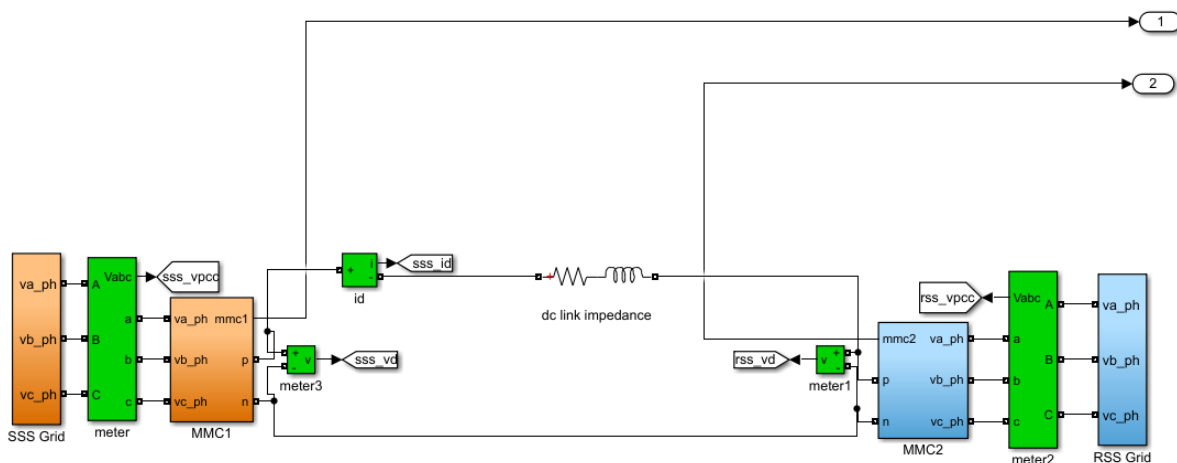 1
2
va_ph
vb_ph
vc_ph
SSS Grid
Vabc
A
B
C
a
b
c
meter
sss_vpcc
va_ph
vb_ph
vc_ph
mmc1
p
n
MMC1
+
i
-
id
sss_id
+
-
v
meter3
sss_vd
+
dc link impedance
rss_vd
v
+
-
meter1
rss_vpcc
mmc2
p
n
va_ph
vb_ph
vc_ph
MMC2
Vabc
a
b
c
A
B
C
meter2
va_ph
vb_ph
vc_ph
RSS Grid